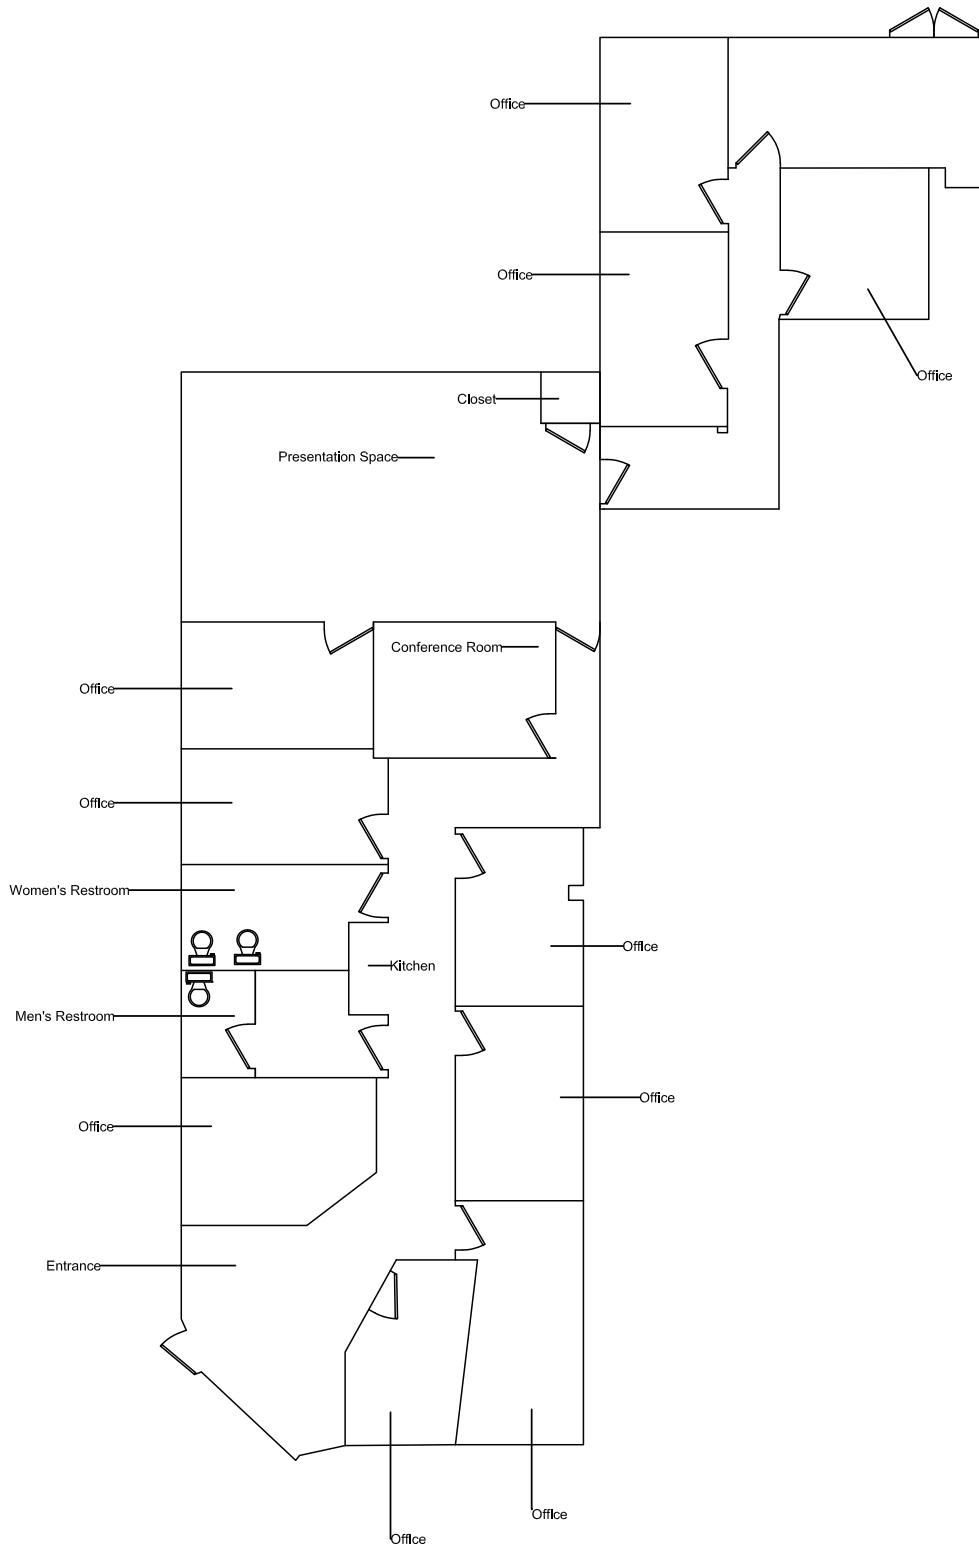 Office
Office
Office
Closet
Presentation Space
Conference Room
Office
Office
Women's Restroom
Office
Kitchen
Men's Restroom
Office
Office
Entrance
Office
Office